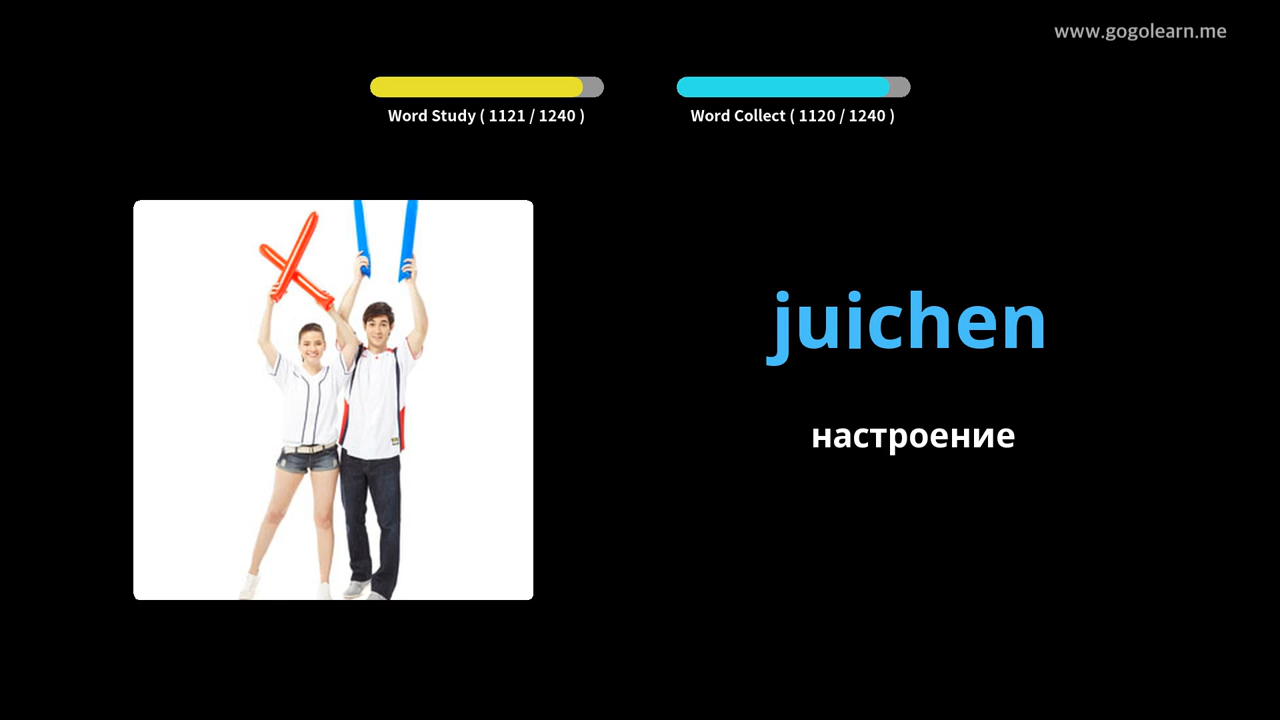 www.gogolearn.me
Word Study ( 1121 / 1240 )
Word Collect ( 1120 / 1240 )
juichen
настроение